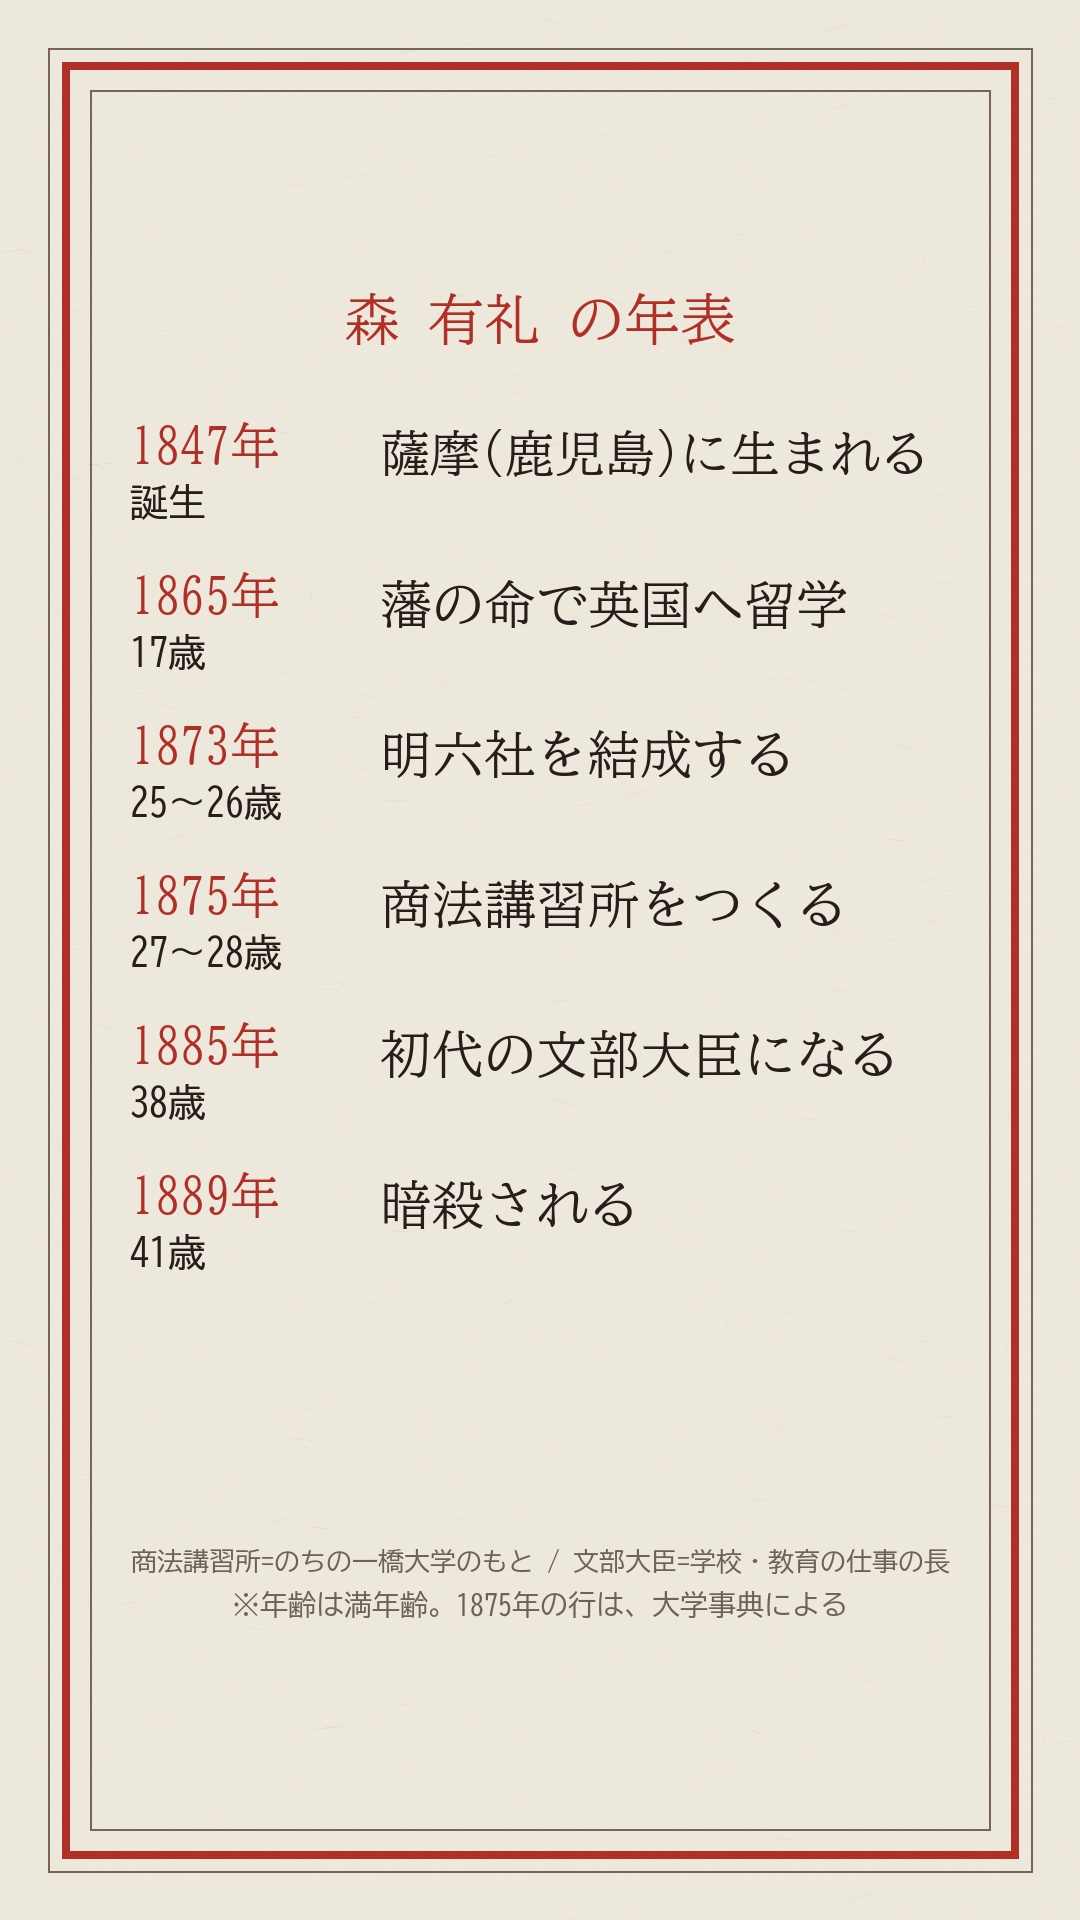 森 有礼 の年表
1847年 薩摩(鹿児島)に生まれる
誕生
1865年 藩の命で英国へ留学
17歳
1873年 明六社を結成する
25〜26歳
1875年 商法講習所をつくる
27〜28歳
1885年 初代の文部大臣になる
38歳
1889年 暗殺される
41歳
商法講習所=のちの一橋大学のもと / 文部大臣=学校・教育の仕事の長
※年齢は満年齢。1875年の行は、大学事典による